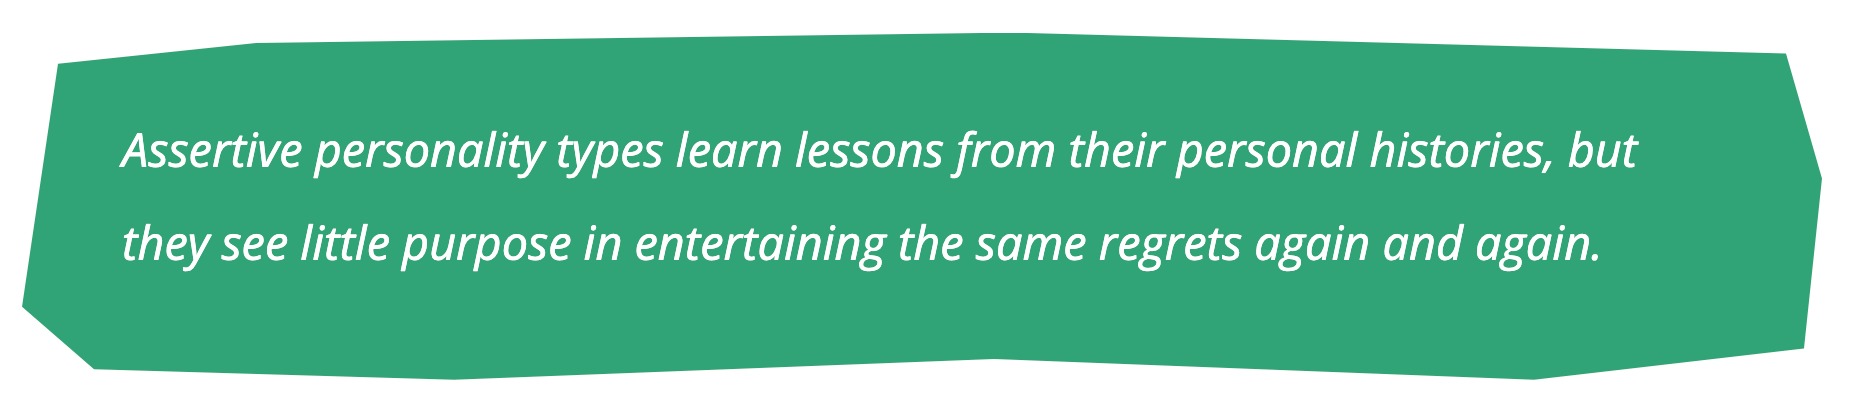 Assertive personality types learn lessons from their personal histories, but
they see little purpose in entertaining the same regrets again and again.